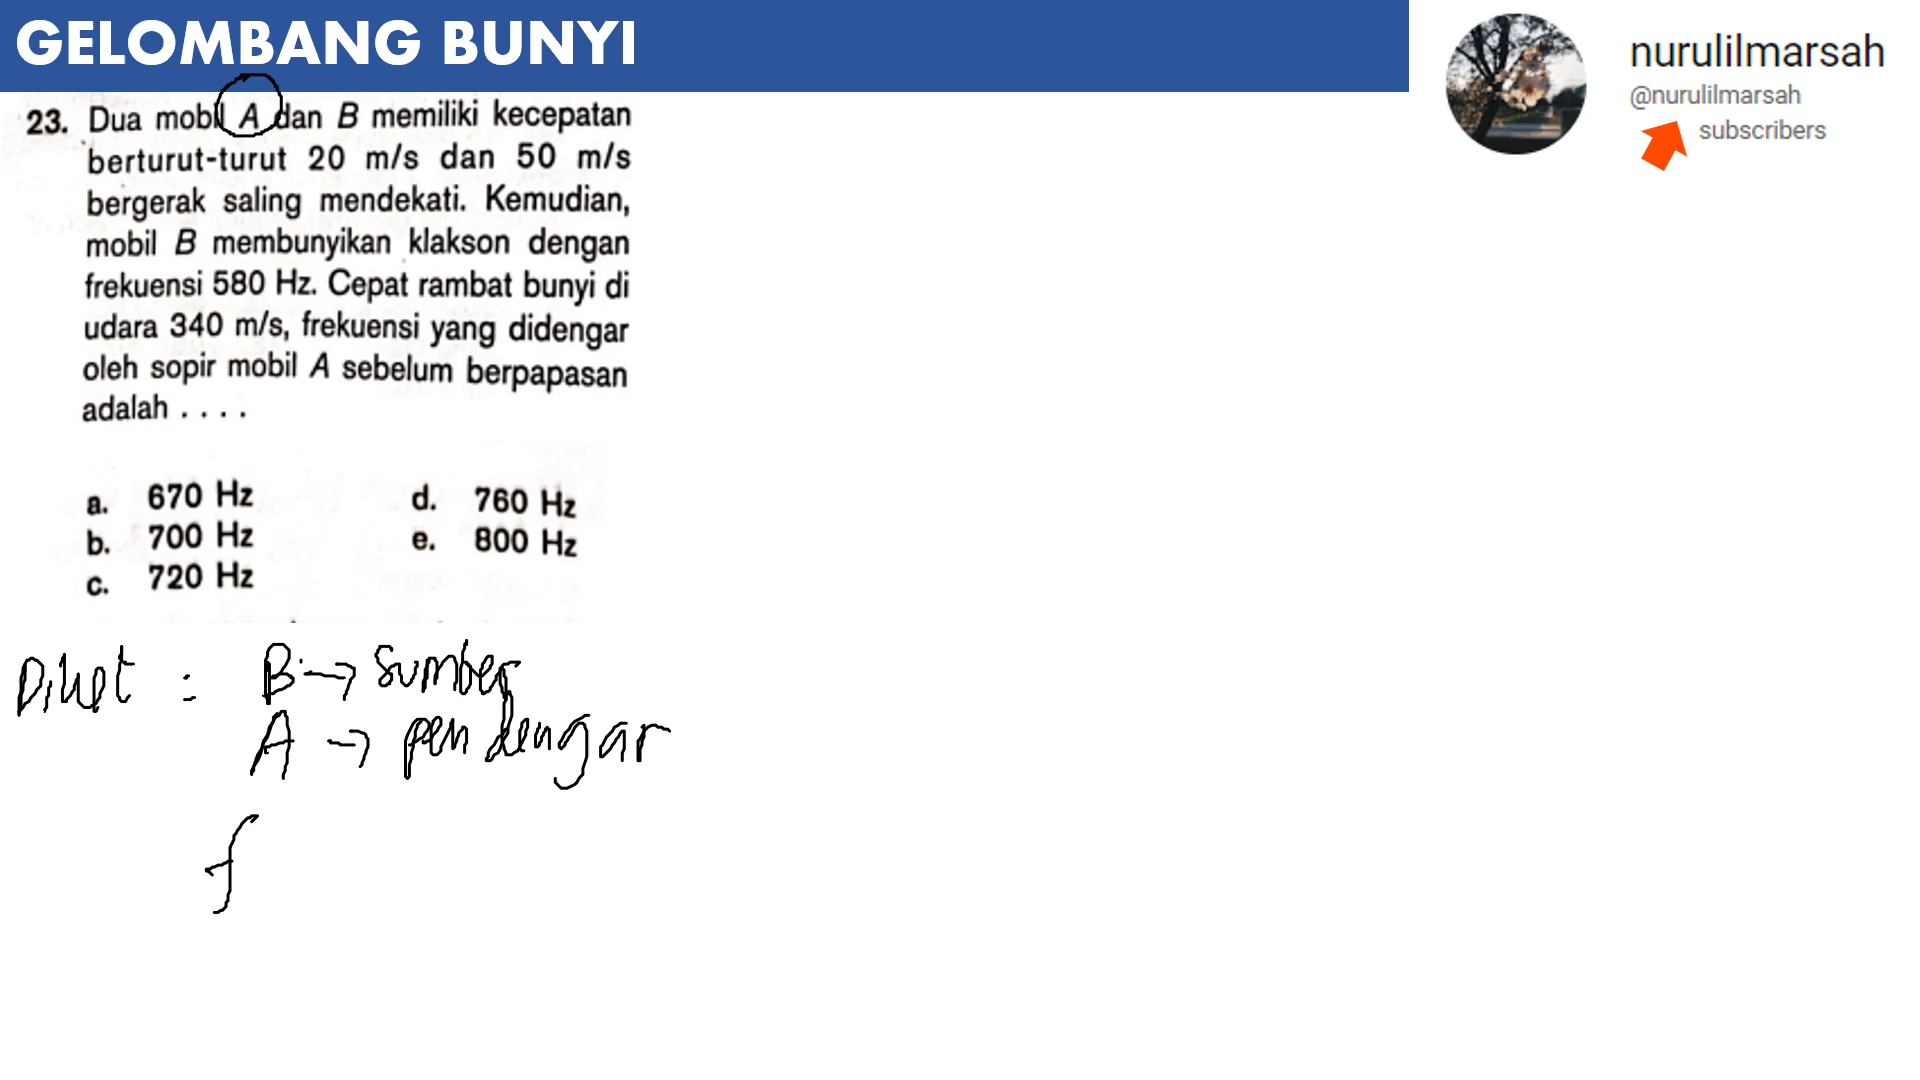 GELOMBANG BUNYI
nurulilmarsah
@nurulilmarsah
subscribers
23. Dua mobil A dan B memiliki kecepatan
berturut-turut 20 m/s dan 50 m/s
bergerak saling mendekati. Kemudian,
mobil B membunyikan klakson dengan
frekuensi 580 Hz. Cepat rambat bunyi di
udara 340 m/s, frekuensi yang didengar
oleh sopir mobil A sebelum berpapasan
adalah . . . .
a. 670 Hz
b. 700 Hz
c. 720 Hz
d. 760 Hz
e. 800 Hz
Diket : B → sumber
A → pendengar
f